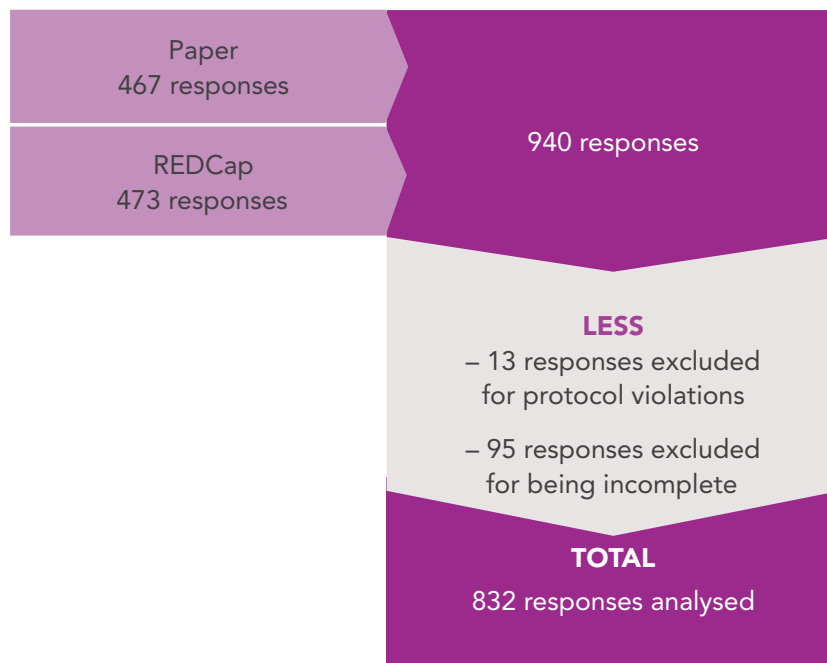 Paper
467 responses
REDCap
473 responses
940 responses
LESS
– 13 responses excluded
for protocol violations
– 95 responses excluded
for being incomplete
TOTAL
832 responses analysed